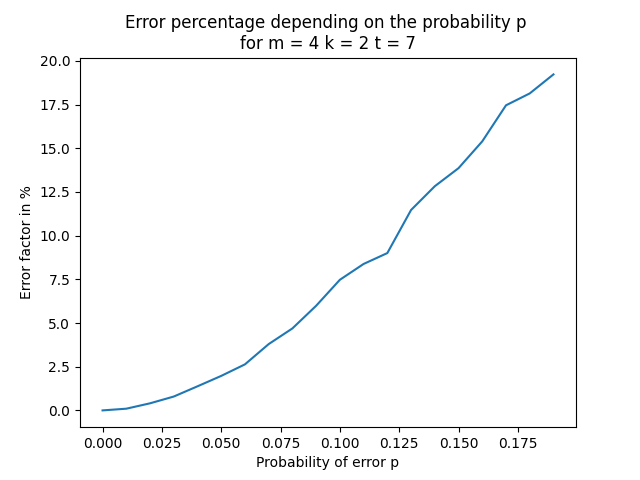 Error percentage depending on the probability p
for m = 4 k = 2 t = 7
20.0
17.5
15.0
12.5
10.0
7.5
5.0
2.5
0.0
Error factor in %
0.000 0.025 0.050 0.075 0.100 0.125 0.150 0.175
Probability of error p